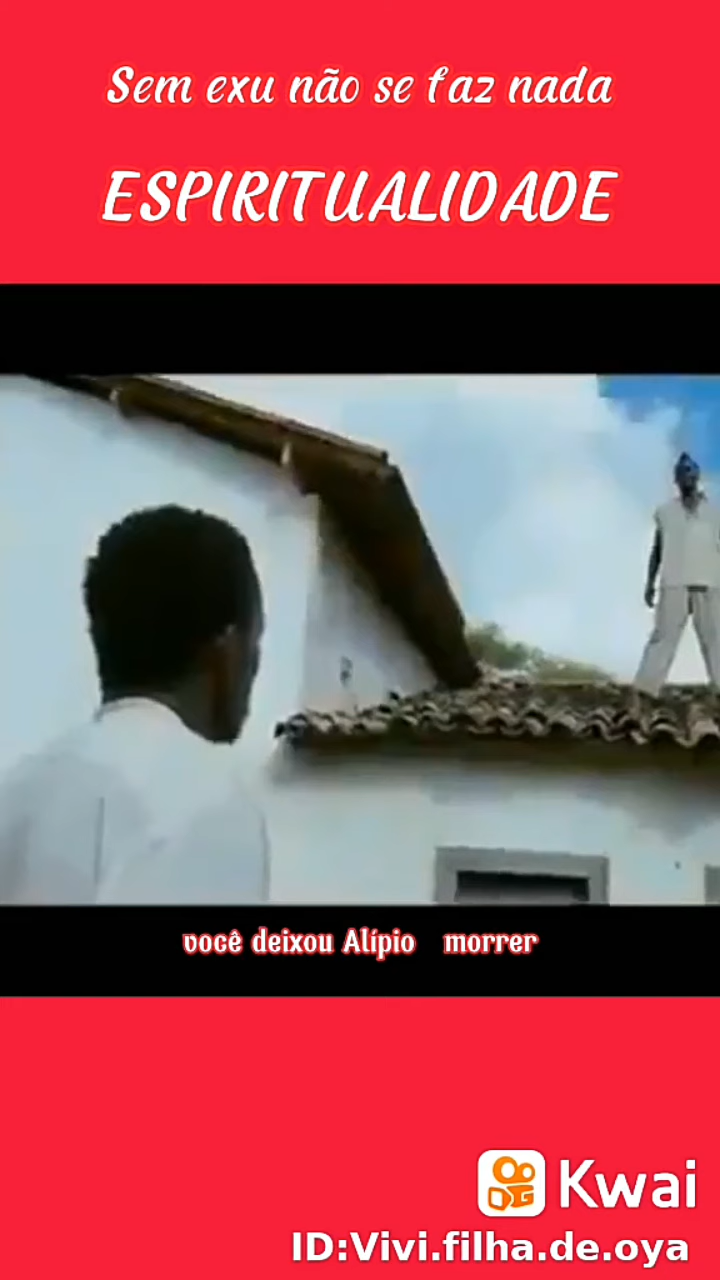 Sem exu não se faz nada
ESPIRITUALIDADE
você deixou Alípio morrer
Kwai
ID:Vivi.filha.de.oya